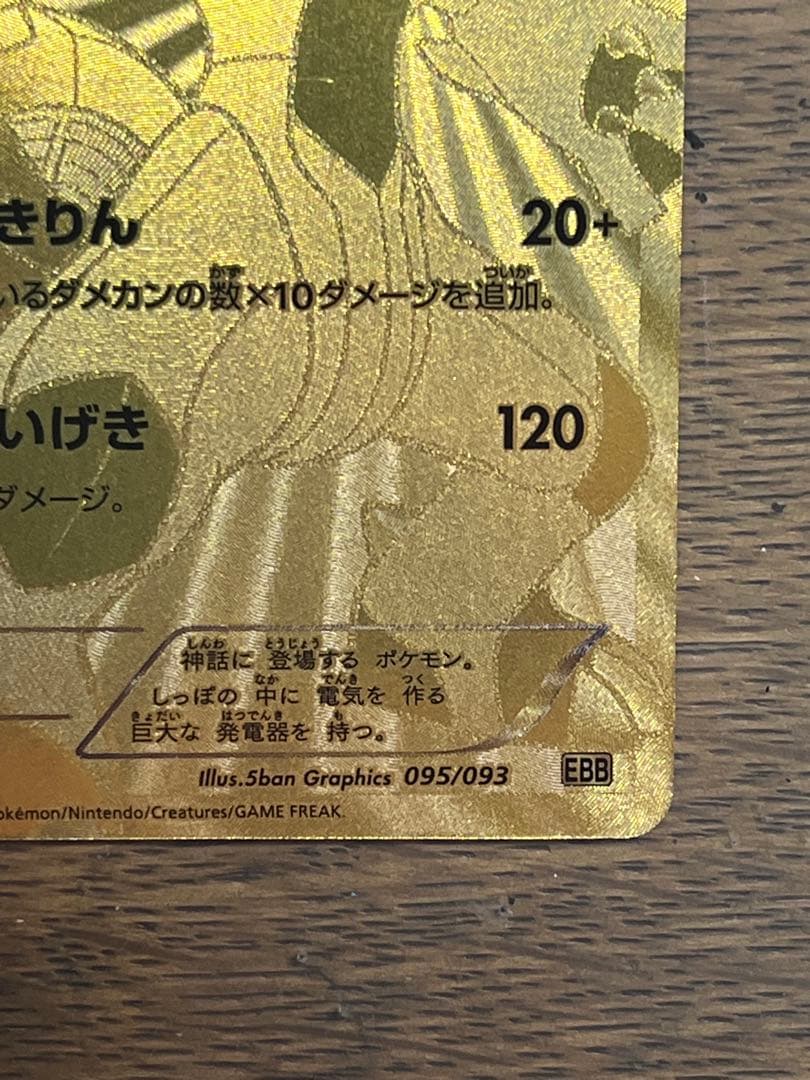 きりん 20+
いるダメカンの数×10ダメージを追加。
いげき 120
ダメージ。
神話に 登場する ポケモン。
しっぽの 中に 電気を 作る
巨大な 発電器を 持つ。
Illus.5ban Graphics 095/093 EBB
okémon/Nintendo/Creatures/GAME FREAK.